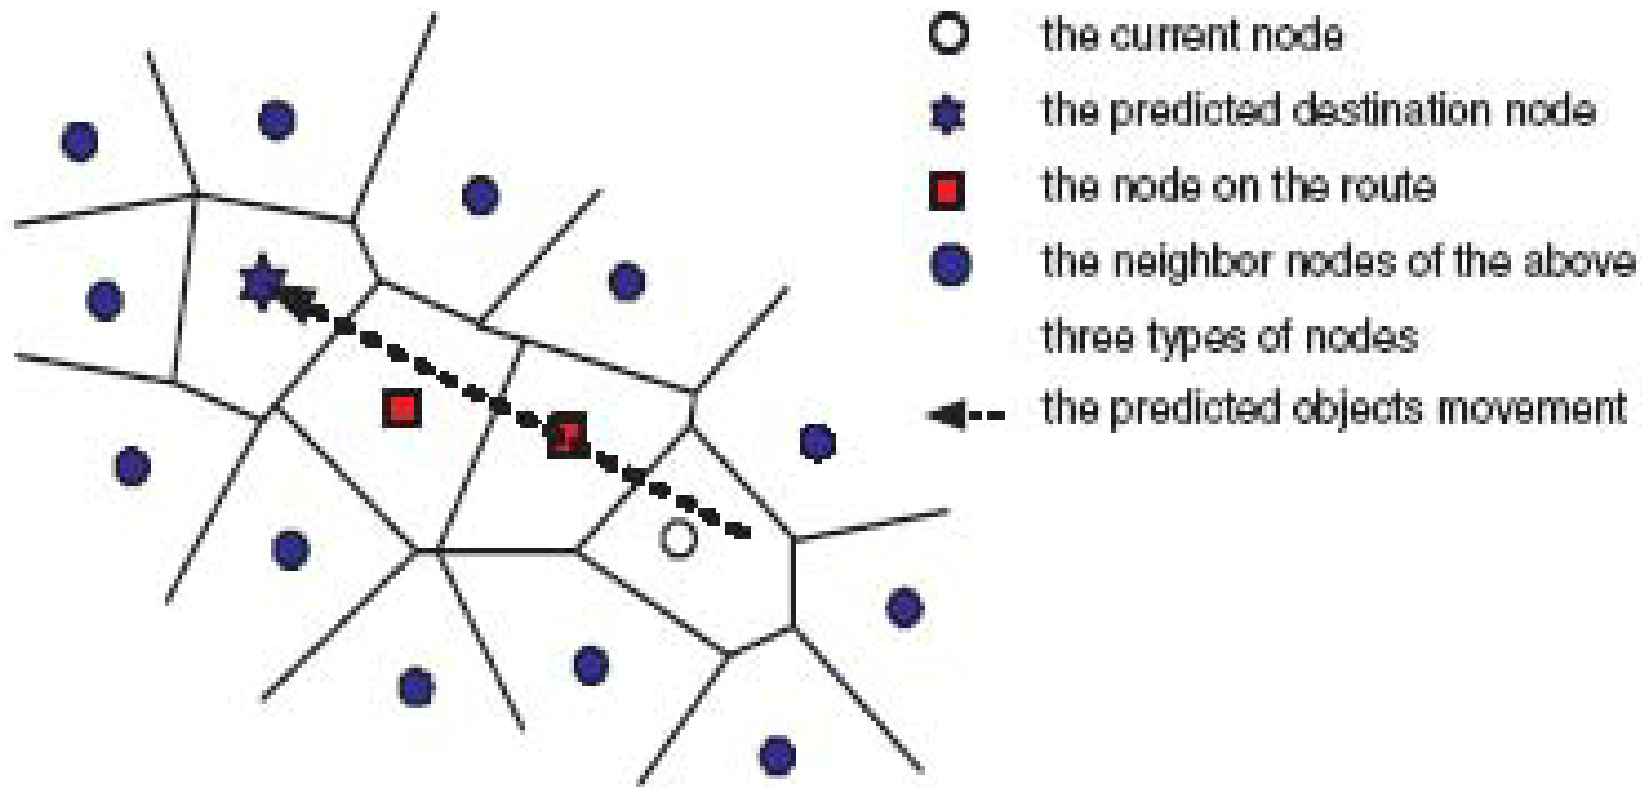 the current node
the predicted destination node
the node on the route
the neighbor nodes of the above
three types of nodes
the predicted objects movement